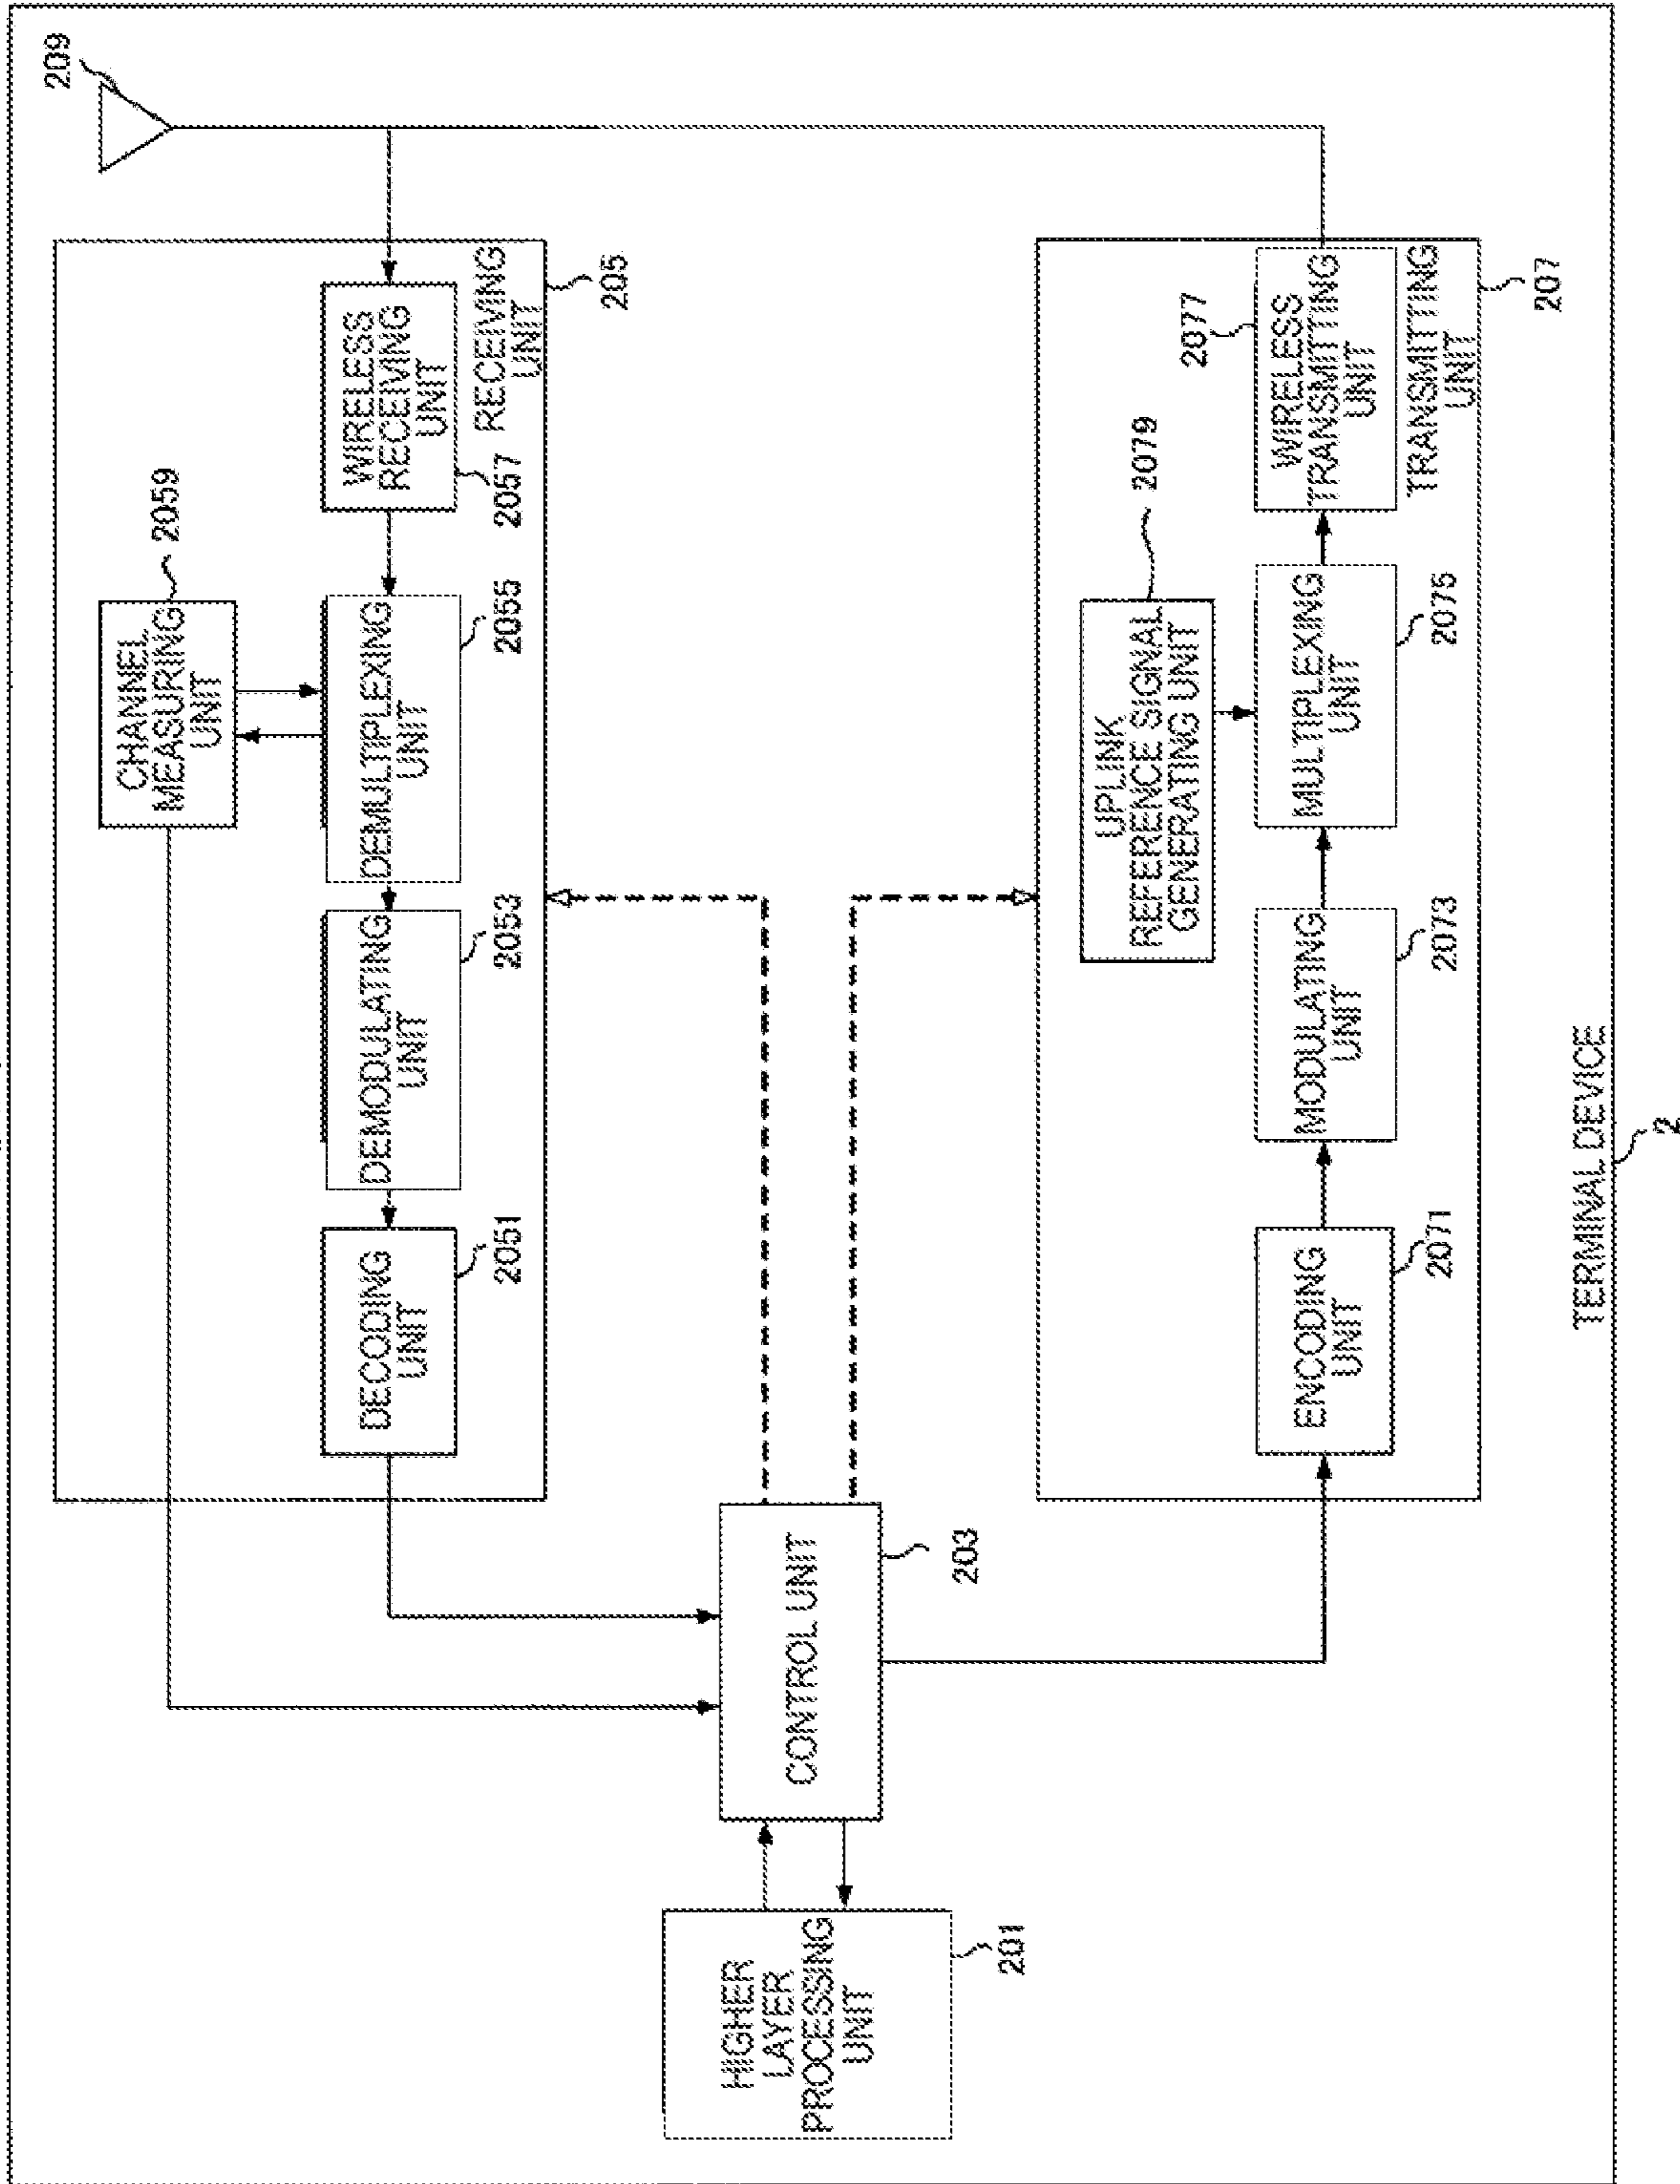 209
CHANNEL
MEASURING
UNIT
2059
DECODING
UNIT
2051
DEMODULATING
UNIT
2053
DEMULTIPLEXING
UNIT
2055
WIRELESS
RECEIVING
UNIT
2057
RECEIVING
UNIT
205
HIGHER
LAYER
PROCESSING
UNIT
201
CONTROL UNIT
203
UPLINK
REFERENCE SIGNAL
GENERATING UNIT
2079
ENCODING
UNIT
2071
MODULATING
UNIT
2073
MULTIPLEXING
UNIT
2075
WIRELESS
TRANSMITTING
UNIT
2077
TRANSMITTING
UNIT
207
TERMINAL DEVICE
2